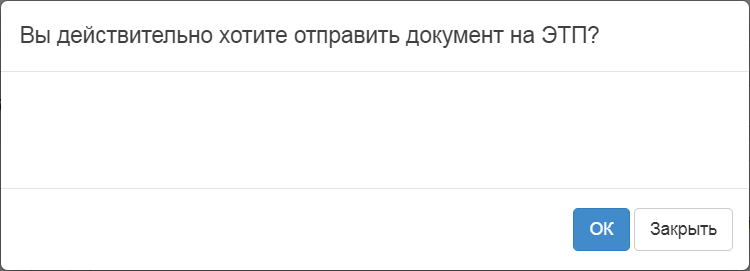 Вы действительно хотите отправить документ на ЭТП?
ОК Закрыть